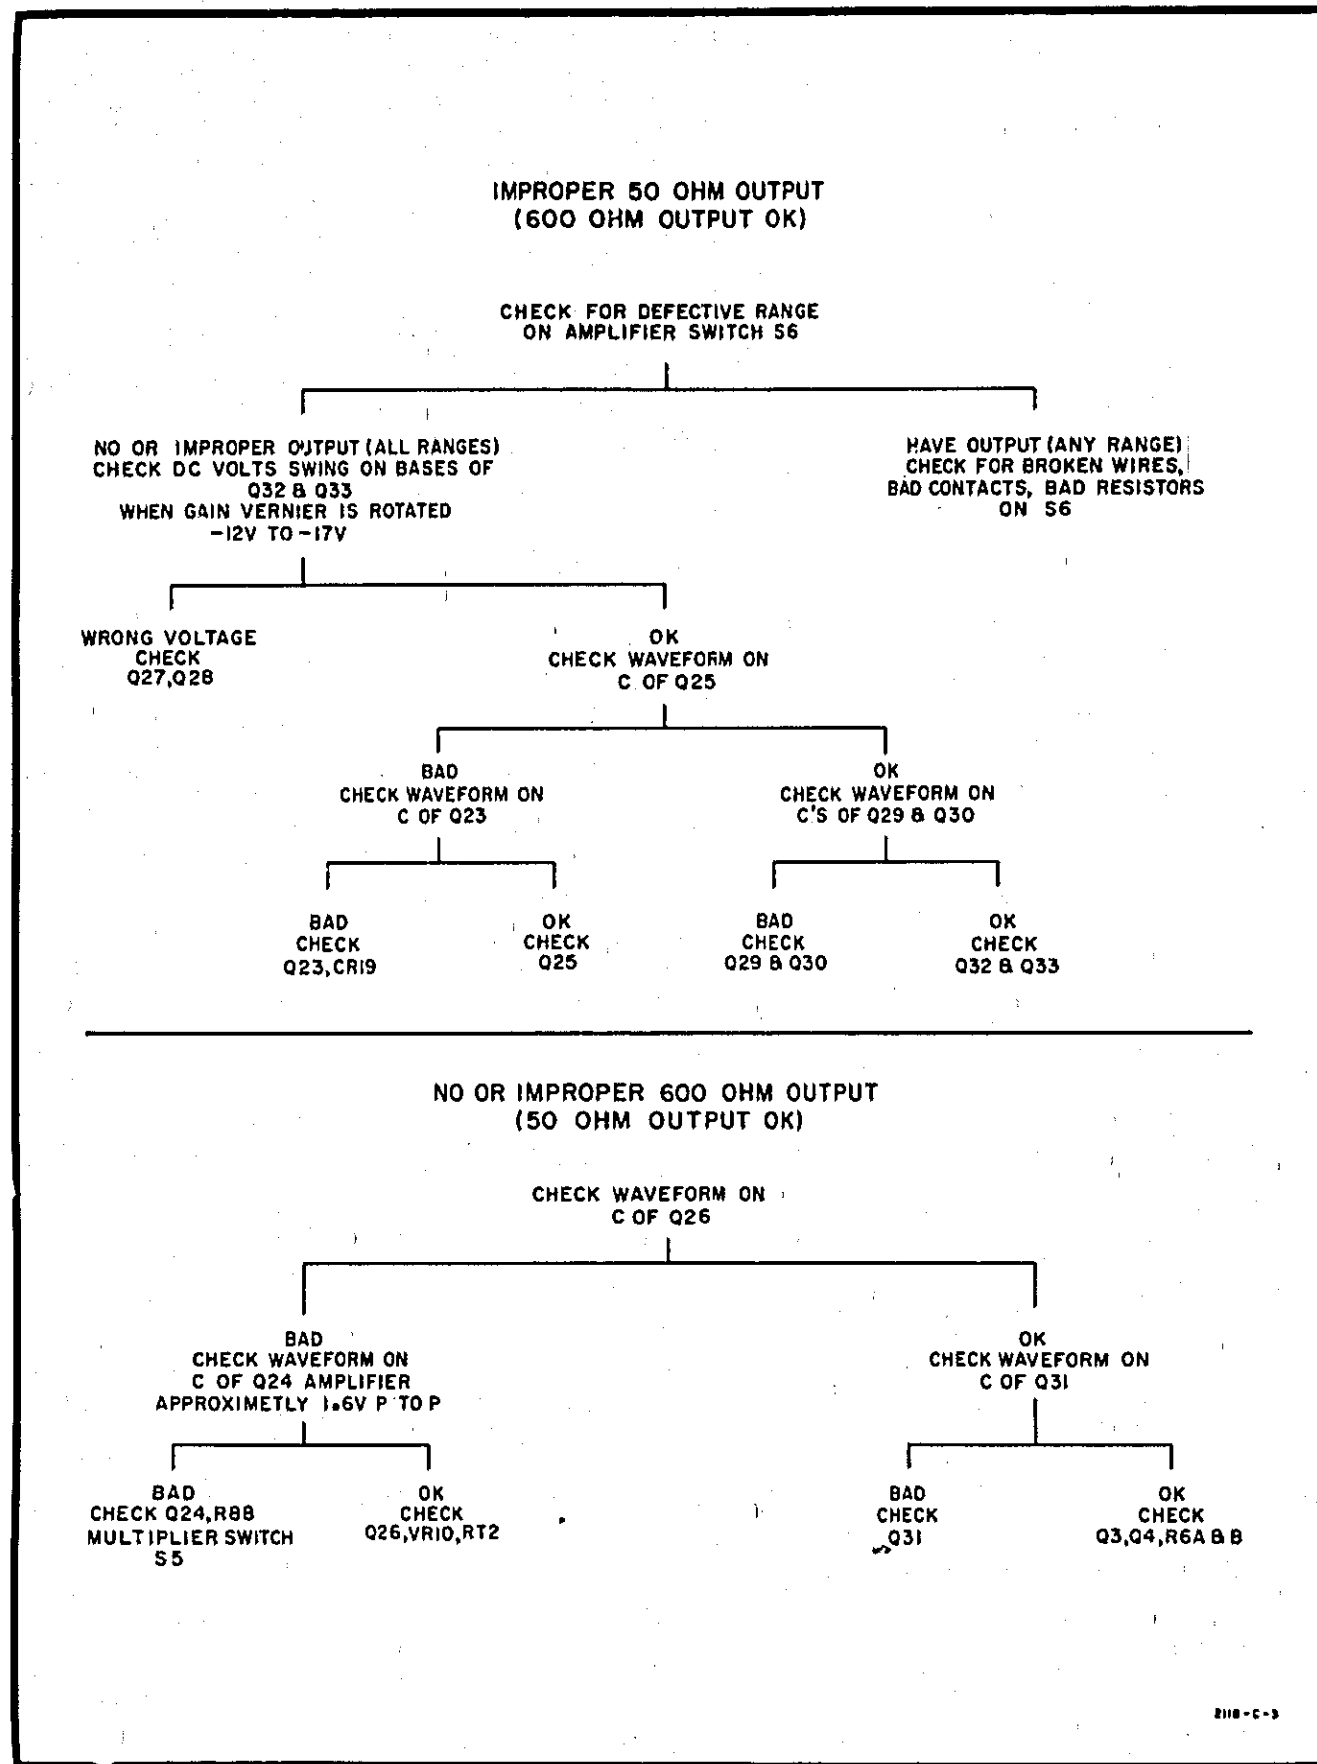 IMPROPER 50 OHM OUTPUT
(600 OHM OUTPUT OK)
CHECK FOR DEFECTIVE RANGE
ON AMPLIFIER SWITCH S6
NO OR IMPROPER OUTPUT (ALL RANGES)
CHECK DC VOLTS SWING ON BASES OF
Q32 & Q33
WHEN GAIN VERNIER IS ROTATED
-12V TO -17V
HAVE OUTPUT (ANY RANGE)
CHECK FOR BROKEN WIRES,
BAD CONTACTS, BAD RESISTORS
ON S6
WRONG VOLTAGE
CHECK
Q27,Q28
OK
CHECK WAVEFORM ON
C OF Q25
BAD
CHECK WAVEFORM ON
C OF Q23
OK
CHECK WAVEFORM ON
C'S OF Q29 & Q30
BAD
CHECK
Q23,CR19
OK
CHECK
Q25
BAD
CHECK
Q29 & Q30
OK
CHECK
Q32 & Q33
NO OR IMPROPER 600 OHM OUTPUT
(50 OHM OUTPUT OK)
CHECK WAVEFORM ON
C OF Q26
BAD
CHECK WAVEFORM ON
C OF Q24 AMPLIFIER
APPROXIMETLY 1.6V P TO P
OK
CHECK WAVEFORM ON
C OF Q31
BAD
CHECK Q24,R88
MULTIPLIER SWITCH
S5
OK
CHECK
Q26,VR10,RT2
BAD
CHECK
Q31
OK
CHECK
Q3,Q4,R6A & B